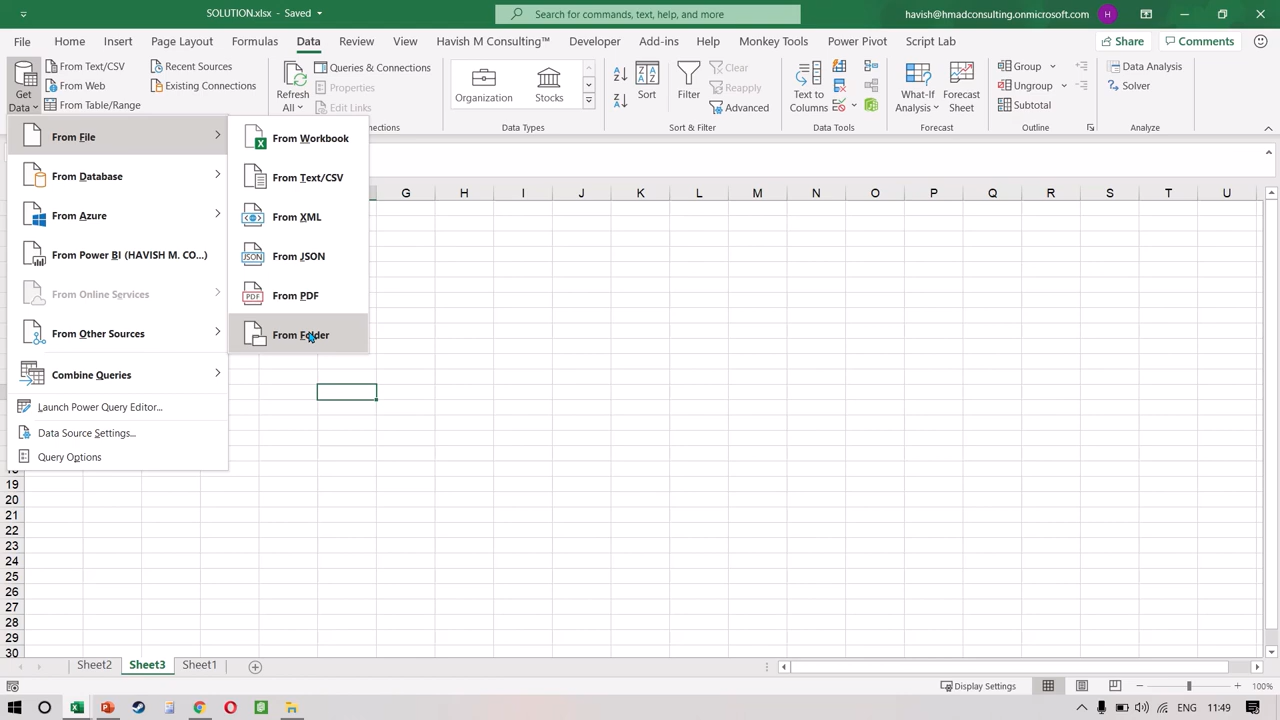 SOLUTION.xlsx - Saved
Search for commands, text, help, and more
havish@hmadconsulting.onmicrosoft.com
H
File Home Insert Page Layout Formulas Data Review View Havish M Consulting™ Developer Add-ins Help Monkey Tools Power Pivot Script Lab
Share
Comments
Get Data
From Text/CSV
From Web
From Table/Range
Recent Sources
Existing Connections
Refresh All
Queries & Connections
Properties
Edit Links
Organization
Stocks
Data Types
Sort
Filter
Clear
Reapply
Advanced
Sort & Filter
Text to Columns
Data Tools
What-If Analysis
Forecast Sheet
Forecast
Group
Ungroup
Subtotal
Outline
Data Analysis
Solver
Analyze
From File
From Database
From Azure
From Power BI (HAVISH M. CO...)
From Online Services
From Other Sources
Combine Queries
Launch Power Query Editor...
Data Source Settings...
Query Options
From Workbook
From Text/CSV
From XML
JSON
From JSON
PDF
From PDF
From Folder
G H I J K L M N O P Q R S T U
19
20
21
22
23
24
25
26
27
28
29
30
Sheet2 Sheet3 Sheet1
Display Settings
100%
ENG 11:49